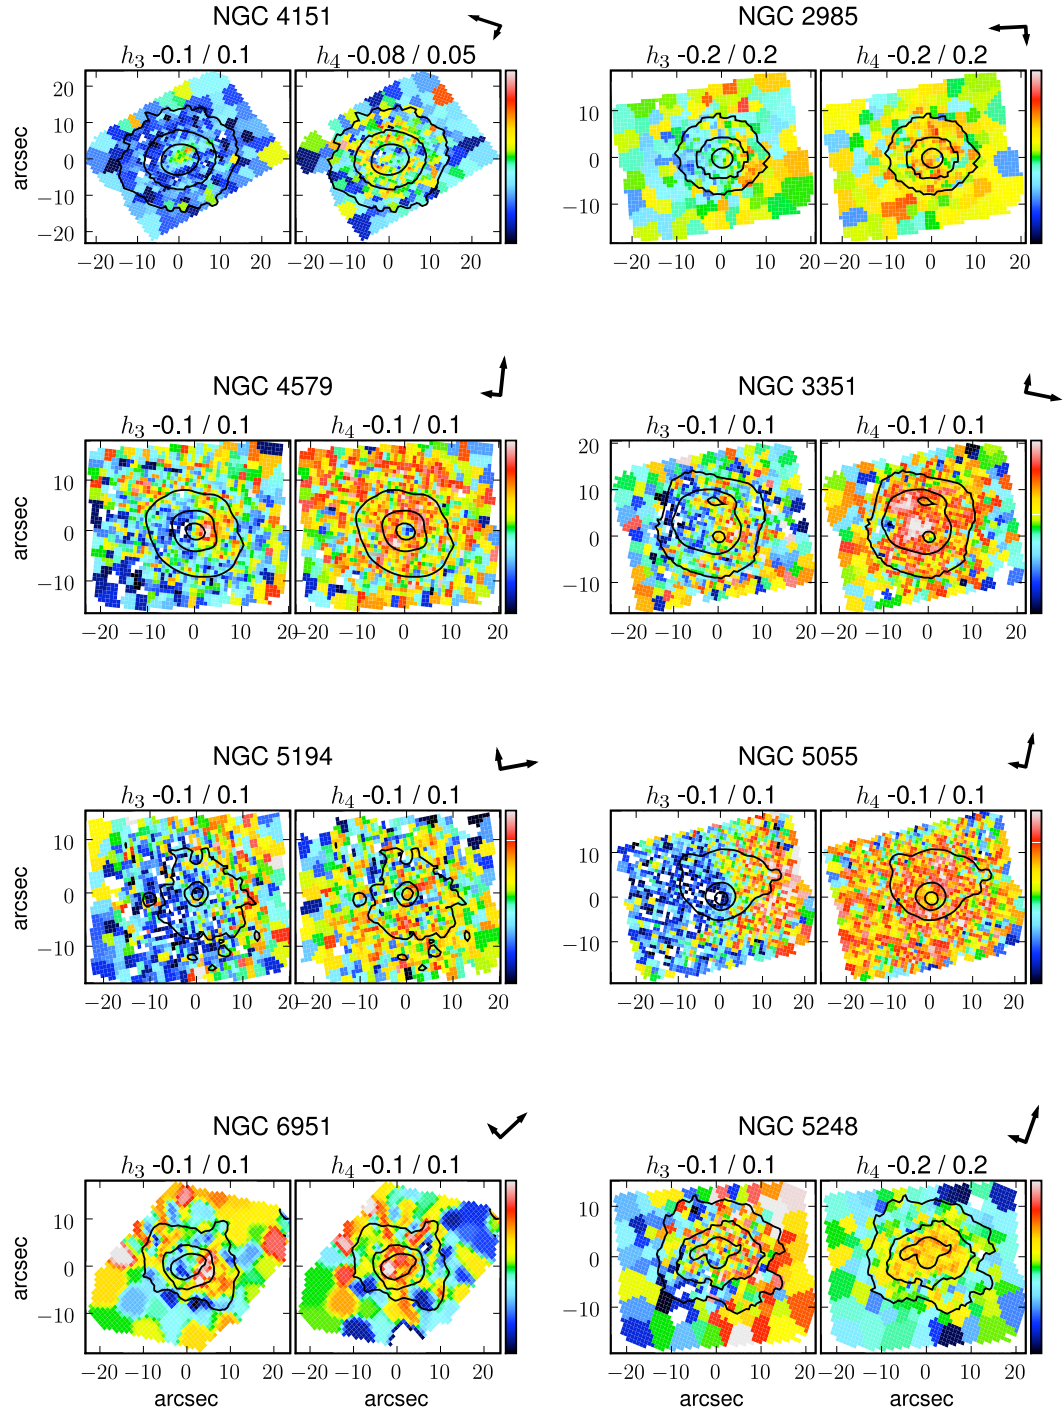 NGC 4151
NGC 2985
h3 -0.1 / 0.1
h4 -0.08 / 0.05
h3 -0.2 / 0.2
h4 -0.2 / 0.2
arcsec
20
10
0
−10
−20
10
0
−10
−20 −10 0 10 20
−20 −10 0 10 20
−20 −10 0 10 20
−20 −10 0 10 20
NGC 4579
NGC 3351
h3 -0.1 / 0.1
h4 -0.1 / 0.1
h3 -0.1 / 0.1
h4 -0.1 / 0.1
arcsec
10
0
−10
20
10
0
−10
−20 −10 0 10 20
−20 −10 0 10 20
−20 −10 0 10 20
−20 −10 0 10 20
NGC 5194
NGC 5055
h3 -0.1 / 0.1
h4 -0.1 / 0.1
h3 -0.1 / 0.1
h4 -0.1 / 0.1
arcsec
10
0
−10
10
0
−10
−20 −10 0 10 20
−20 −10 0 10 20
−20 −10 0 10 20
−20 −10 0 10 20
NGC 6951
NGC 5248
h3 -0.1 / 0.1
h4 -0.1 / 0.1
h3 -0.1 / 0.1
h4 -0.2 / 0.2
arcsec
10
0
−10
10
0
−10
−20 −10 0 10 20
−20 −10 0 10 20
−20 −10 0 10 20
−20 −10 0 10 20
arcsec
arcsec
arcsec
arcsec